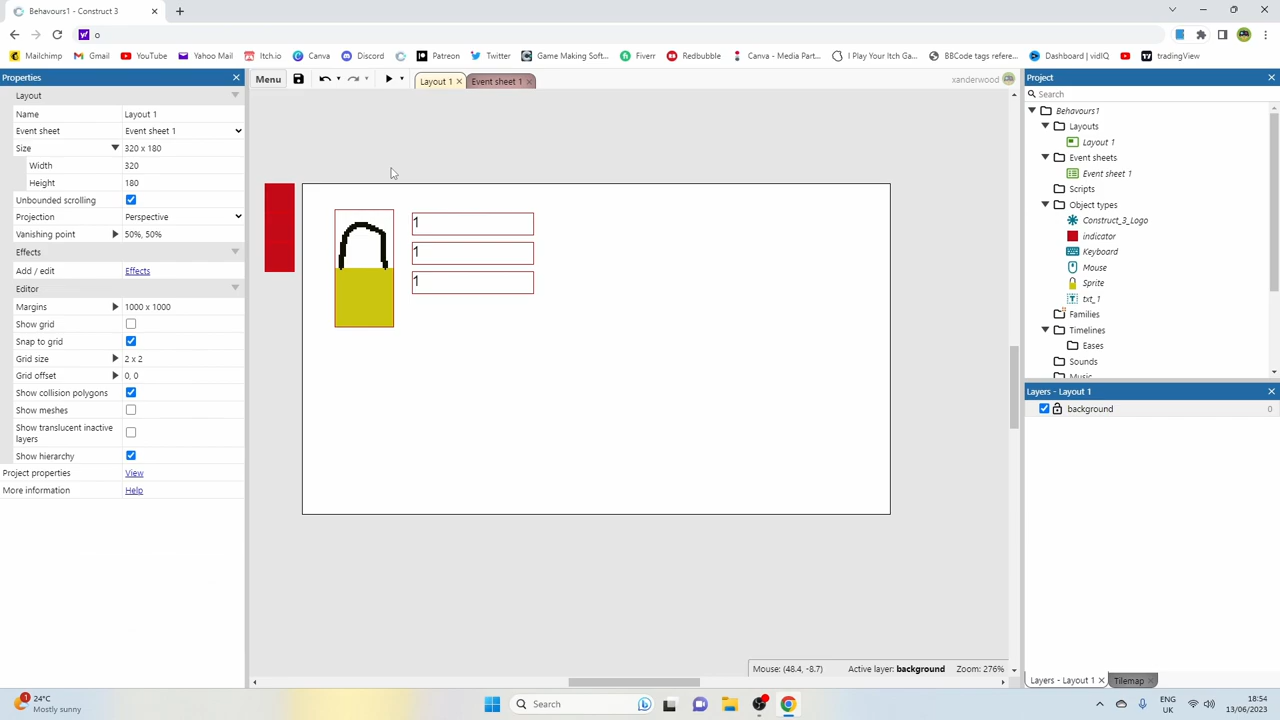 Behavours1 - Construct 3
o
Mailchimp
Gmail
YouTube
Yahoo Mail
Itch.io
Canva
Discord
Patreon
Twitter
Game Making Soft...
Fiverr
Redbubble
Canva - Media Part...
I Play Your Itch Ga...
BBCode tags refere...
Dashboard | vidIQ
tradingView
Properties
Menu
Layout 1
Event sheet 1
xanderwood
Project
Layout
Name Layout 1
Event sheet Event sheet 1
Size 320 x 180
Width 320
Height 180
Unbounded scrolling
Projection Perspective
Vanishing point 50%, 50%
Effects
Add / edit Effects
Editor
Margins 1000 x 1000
Show grid
Snap to grid
Grid size 2 x 2
Grid offset 0, 0
Show collision polygons
Show meshes
Show translucent inactive
layers
Show hierarchy
Project properties View
More information Help
1
1
1
Mouse: (48.4, -8.7) Active layer: background Zoom: 276%
Search
Behavours1
Layouts
Layout 1
Event sheets
Event sheet 1
Scripts
Object types
Construct_3_Logo
indicator
Keyboard
Mouse
Sprite
txt_1
Families
Timelines
Eases
Sounds
Music
Layers - Layout 1
background 0
Layers - Layout 1
Tilemap
24°C
Mostly sunny
Search
ENG
UK
18:54
13/06/2023